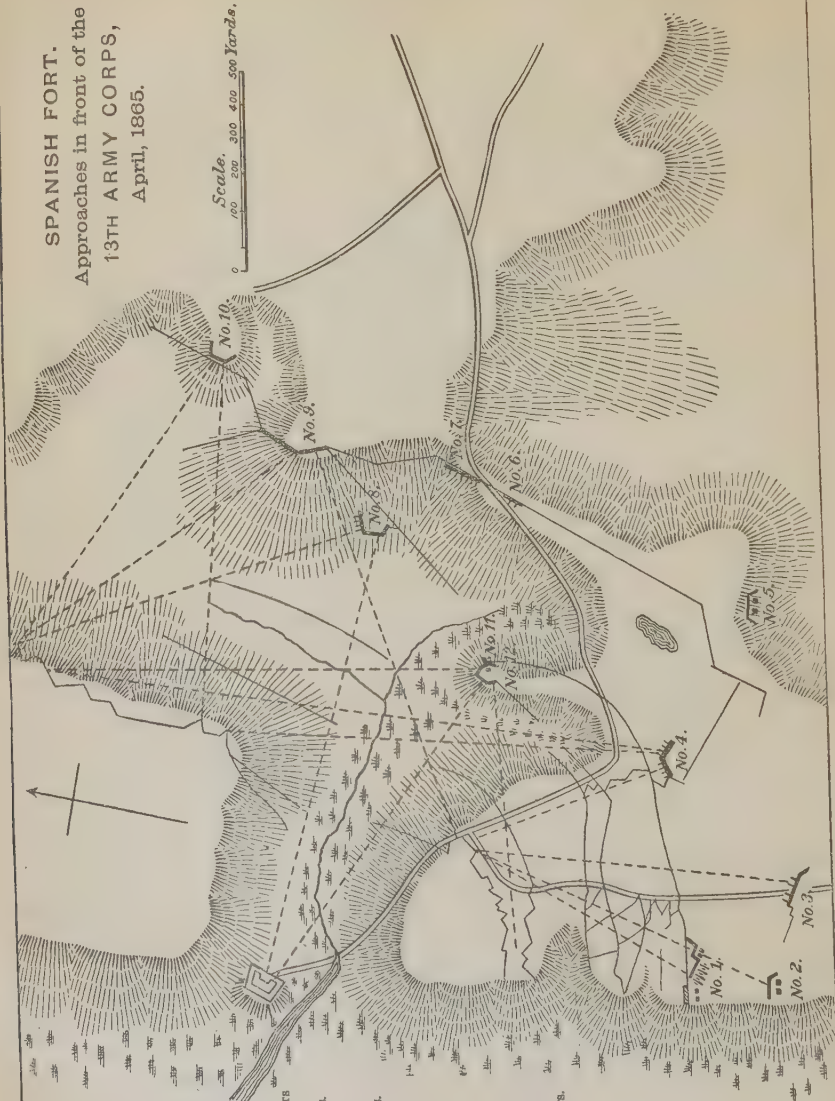 SPANISH FORT.
Approaches in front of the
13TH ARMY CORPS,
April, 1865.
Scale.
0 100 200 300 400 500 Yards.
No. 10.
No. 9.
No. 8.
No. 7.
No. 6.
No. 5.
No. 11.
No. 12.
No. 4.
No. 3.
No. 1.
No. 2.